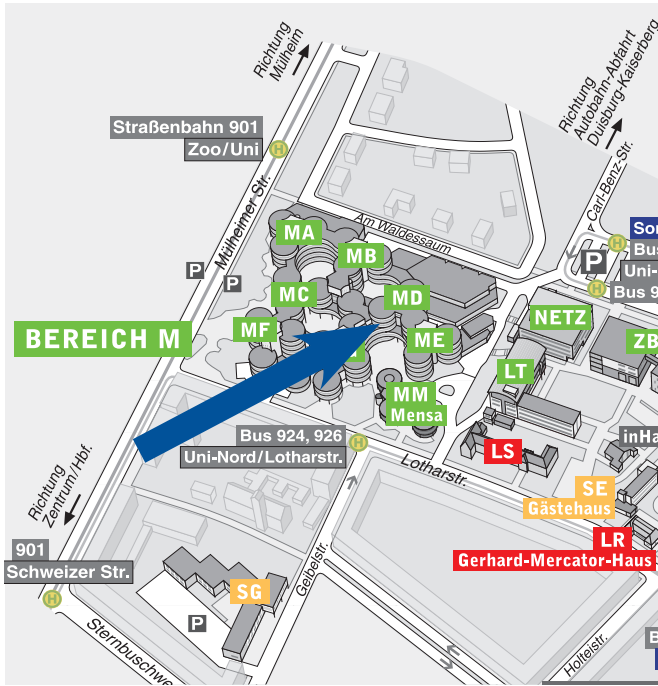 Richtung
Mülheim
Richtung
Autobahn-Abfahrt
Duisburg-Kaiserberg
Straßenbahn 901
Zoo/Uni
H
Mülheimer Str.
Carl-Benz-Str.
Am Waldessaum
H
P
H
P
P
MA
MB
MC
MD
MF
ME
BEREICH M
MM
Mensa
NETZ
LT
Bus 924, 926
Uni-Nord/Lotharstr.
H
Lotharstr.
LS
SE
Gästehaus
LR
Gerhard-Mercator-Haus
Richtung
Zentrum/Hbf.
901
Schweizer Str.
H
SG
P
Geibelstr.